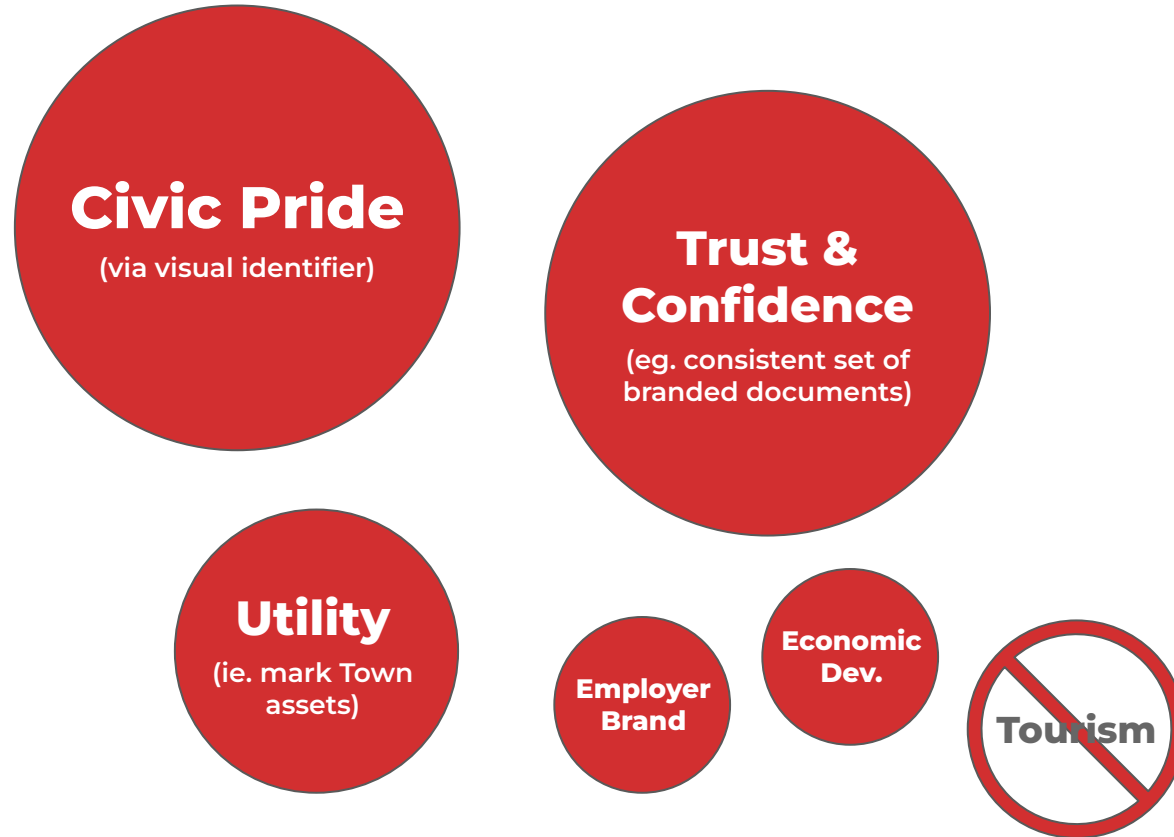 Civic Pride
(via visual identifier)
Trust &
Confidence
(eg. consistent set of
branded documents)
Utility
(ie. mark Town
assets)
Employer
Brand
Economic
Dev.
Tourism